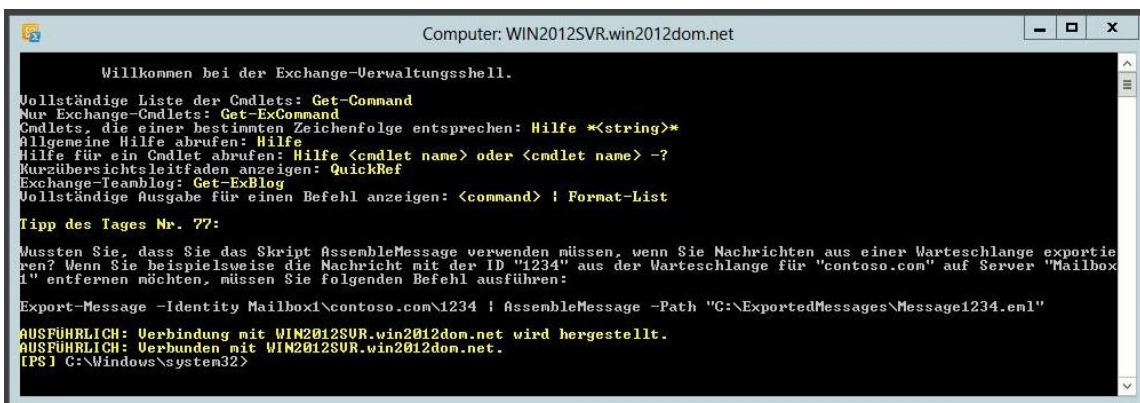 Computer: WIN2012SVR.win2012dom.net
Willkommen bei der Exchange-Verwaltungsshell.
Vollständige Liste der Cmdlets: Get-Command
Nur Exchange-Cmdlets: Get-ExCommand
Cmdlets, die einer bestimmten Zeichenfolge entsprechen: Hilfe *<string>*
Allgemeine Hilfe abrufen: Hilfe
Hilfe für ein Cmdlet abrufen: Hilfe <cmdlet name> oder <cmdlet name> -?
Kurzübersichtsleitfaden anzeigen: QuickRef
Exchange-Teamblog: Get-ExBlog
Vollständige Ausgabe für einen Befehl anzeigen: <command> | Format-List
Tipp des Tages Nr. 77:
Wussten Sie, dass Sie das Skript AssembleMessage verwenden müssen, wenn Sie Nachrichten aus einer Warteschlange exportie
ren? Wenn Sie beispielsweise die Nachricht mit der ID "1234" aus der Warteschlange für "contoso.com" auf Server "Mailbox
1" entfernen möchten, müssen Sie folgenden Befehl ausführen:
Export-Message -Identity Mailbox1\contoso.com\1234 | AssembleMessage -Path "C:\ExportedMessages\Message1234.eml"
AUSFÜHRLICH: Verbindung mit WIN2012SVR.win2012dom.net wird hergestellt.
AUSFÜHRLICH: Verbunden mit WIN2012SVR.win2012dom.net.
[PS] C:\Windows\system32>